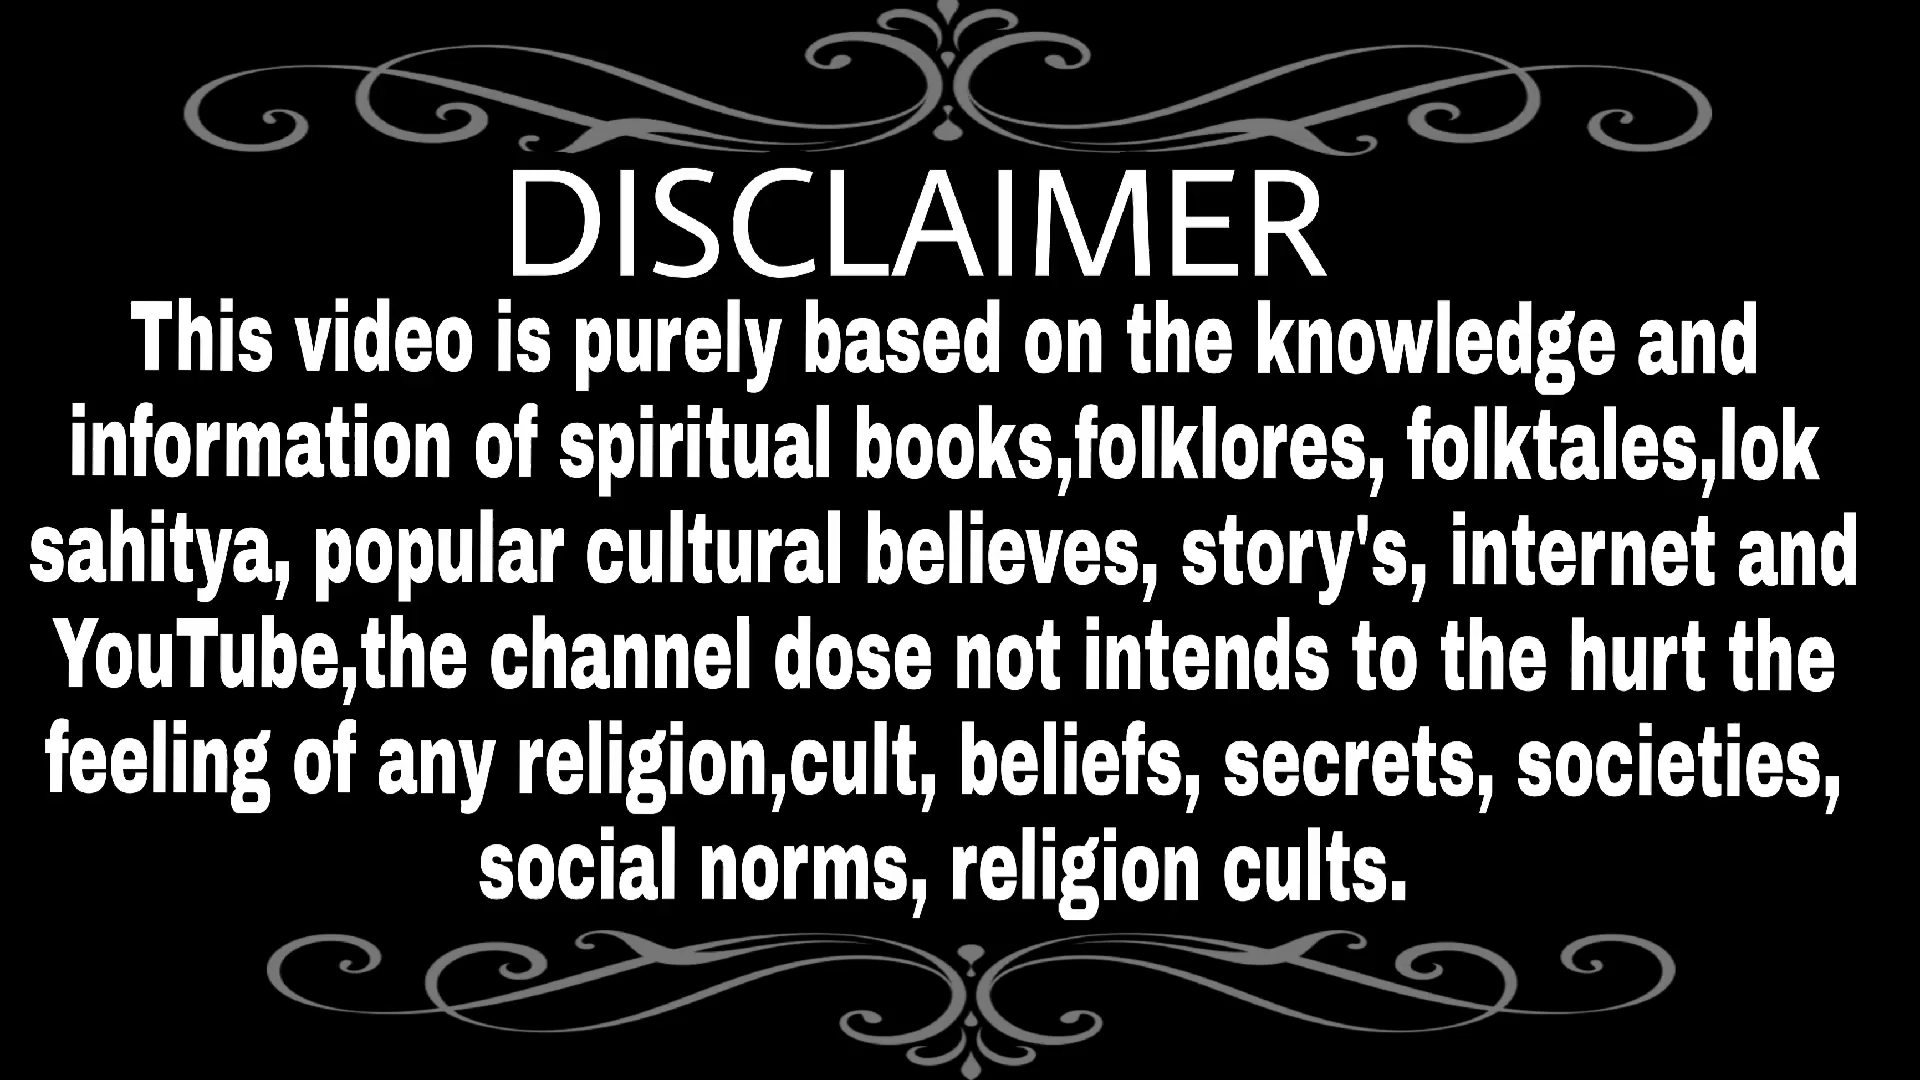 DISCLAIMER
This video is purely based on the knowledge and
information of spiritual books,folklores, folktales,lok
sahitya, popular cultural believes, story's, internet and
YouTube,the channel dose not intends to the hurt the
feeling of any religion,cult, beliefs, secrets, societies,
social norms, religion cults.